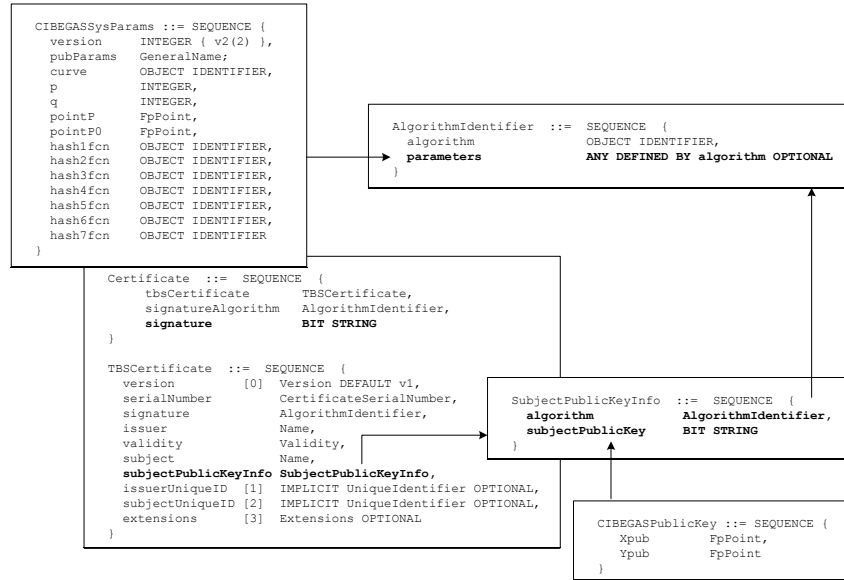 CIBEGASSysParams ::= SEQUENCE {
version INTEGER { v2(2) },
pubParams GeneralName;
curve OBJECT IDENTIFIER,
p INTEGER,
q INTEGER,
pointP FpPoint,
pointP0 FpPoint,
hash1fcn OBJECT IDENTIFIER,
hash2fcn OBJECT IDENTIFIER,
hash3fcn OBJECT IDENTIFIER,
hash4fcn OBJECT IDENTIFIER,
hash5fcn OBJECT IDENTIFIER,
hash6fcn OBJECT IDENTIFIER,
hash7fcn OBJECT IDENTIFIER
}
AlgorithmIdentifier ::= SEQUENCE {
algorithm OBJECT IDENTIFIER,
parameters ANY DEFINED BY algorithm OPTIONAL
}
Certificate ::= SEQUENCE {
tbsCertificate TBSCertificate,
signatureAlgorithm AlgorithmIdentifier,
signature BIT STRING
}
TBSCertificate ::= SEQUENCE {
version [0] Version DEFAULT v1,
serialNumber CertificateSerialNumber,
signature AlgorithmIdentifier,
issuer Name,
validity Validity,
subject Name,
subjectPublicKeyInfo SubjectPublicKeyInfo,
issuerUniqueID [1] IMPLICIT UniqueIdentifier OPTIONAL,
subjectUniqueID [2] IMPLICIT UniqueIdentifier OPTIONAL,
extensions [3] Extensions OPTIONAL
}
SubjectPublicKeyInfo ::= SEQUENCE {
algorithm AlgorithmIdentifier,
subjectPublicKey BIT STRING
}
CIBEGASPublicKey ::= SEQUENCE {
Xpub FpPoint,
Ypub FpPoint
}